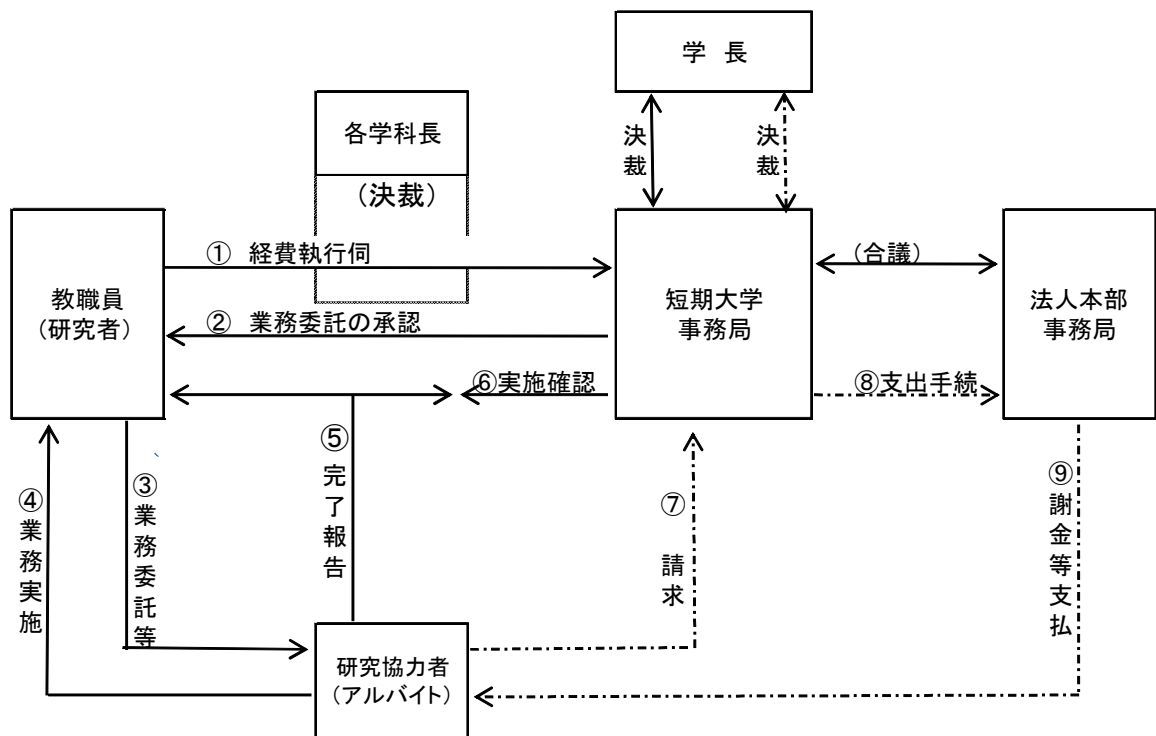 学　長
決裁
決裁
各学科長
（決裁）
① 経費執行伺
（合議）
教職員
（研究者）
短期大学
事務局
法人本部
事務局
② 業務委託の承認
⑥実施確認
⑧支出手続
④業務実施
③業務委託等
⑤完了報告
⑦ 請求
⑨謝金等支払
研究協力者
（アルバイト）